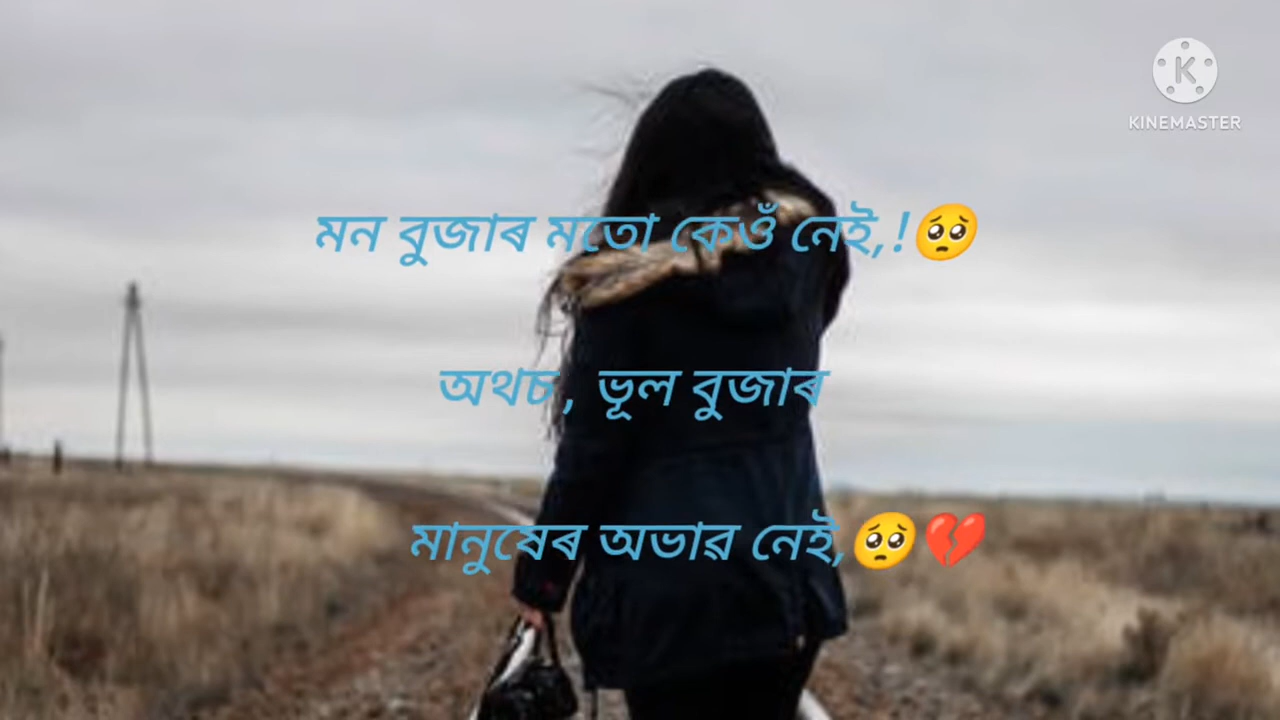 KINEMASTER
মন বুজাৰ মতো কেওঁ নেই,!🥺
অথচ, ভূল বুজাৰ
মানুষেৰ অভাৱ নেই,🥺💔